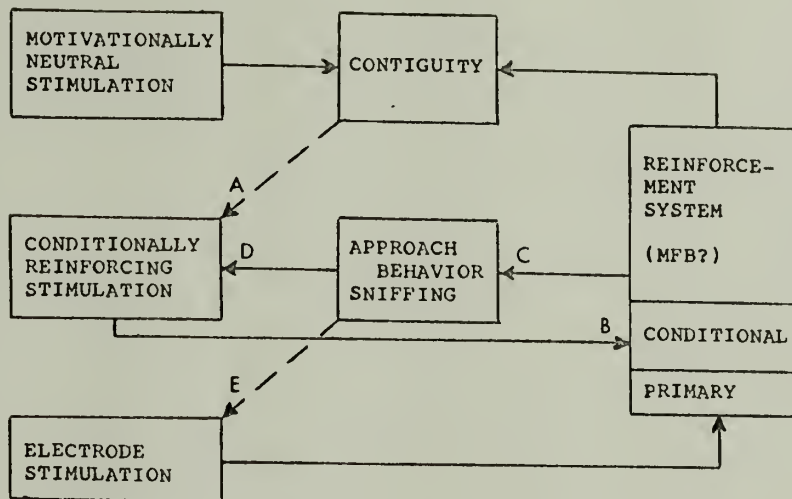 MOTIVATIONALLY
NEUTRAL
STIMULATION
CONTIGUITY
REINFORCE-
MENT
SYSTEM
(MFB?)
A
CONDITIONALLY
REINFORCING
STIMULATION
D
APPROACH
BEHAVIOR
SNIFFING
C
B
CONDITIONAL
PRIMARY
E
ELECTRODE
STIMULATION